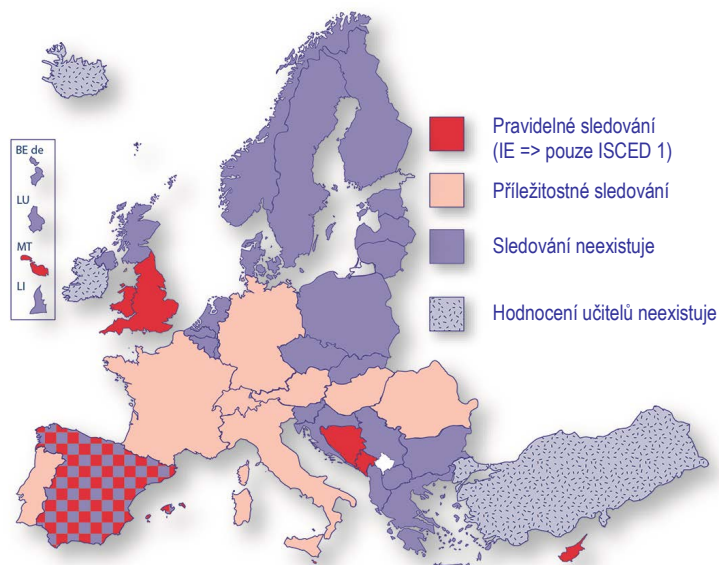 BE de
LU
MT
LI
Pravidelné sledování
(IE => pouze ISCED 1)
Příležitostné sledování
Sledování neexistuje
Hodnocení učitelů neexistuje